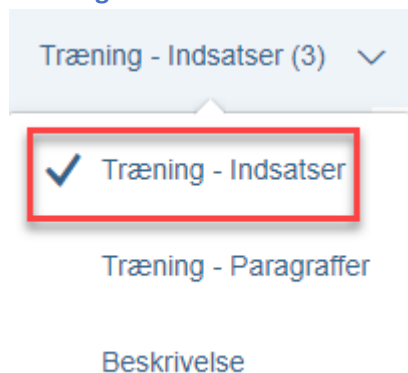 Træning - Indsatser (3)
Træning - Indsatser
Træning - Paragraffer
Beskrivelse